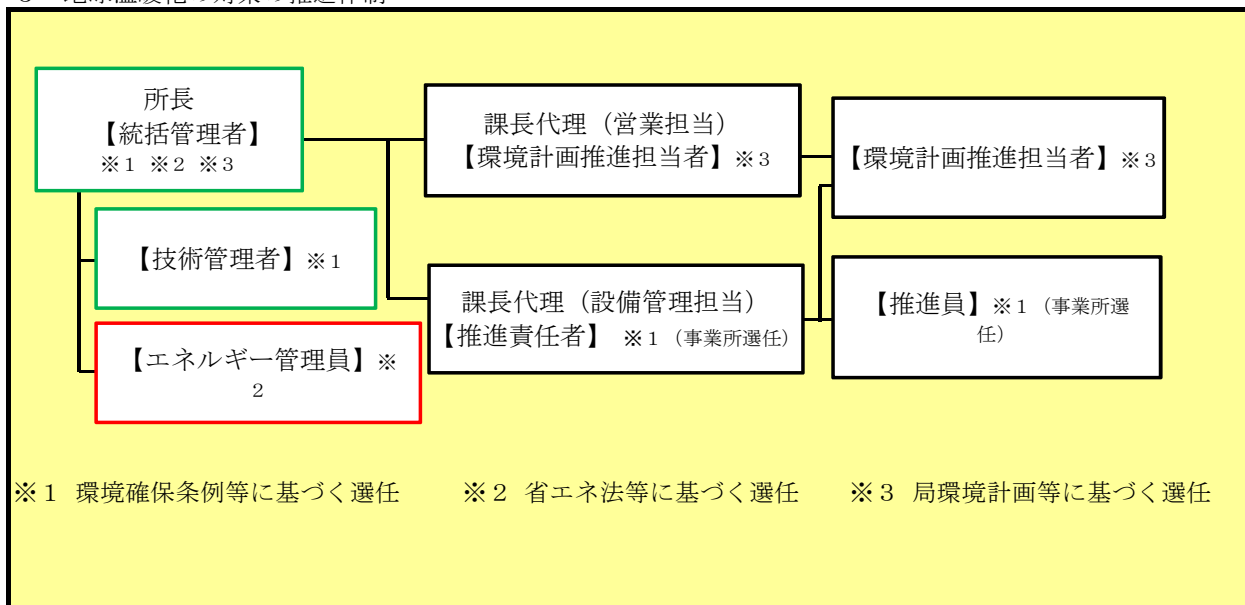 所長
【統括管理者】
※1 ※2 ※3
課長代理(営業担当)
【環境計画推進担当者】※3
【環境計画推進担当者】※3
【技術管理者】※1
課長代理(設備管理担当)
【推進責任者】 ※1(事業所選任)
【推進員】※1(事業所選
任)
【エネルギー管理員】※
2
※1 環境確保条例等に基づく選任 ※2 省エネ法等に基づく選任 ※3 局環境計画等に基づく選任